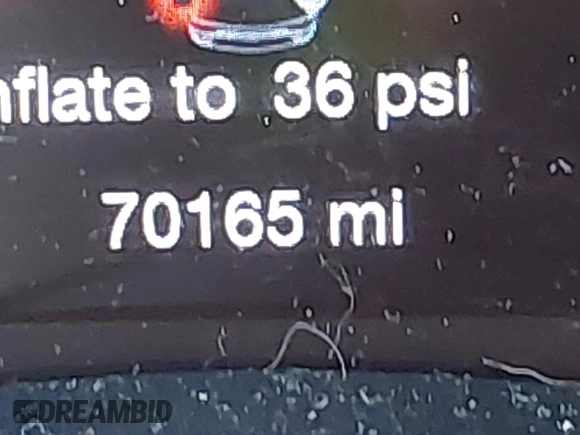 nflate to 36 psi
70165 mi
DREAMBID